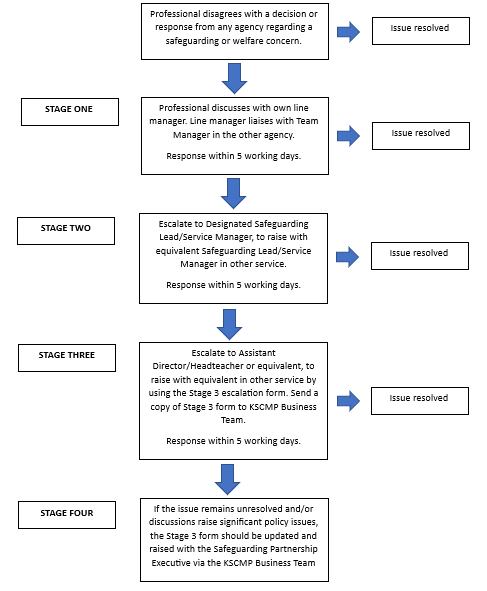 Professional disagrees with a decision or
response from any agency regarding a
safeguarding or welfare concern.
Issue resolved
STAGE ONE
Professional discusses with own line
manager. Line manager liaises with Team
Manager in the other agency.
Response within 5 working days.
Issue resolved
STAGE TWO
Escalate to Designated Safeguarding
Lead/Service Manager, to raise with
equivalent Safeguarding Lead/Service
Manager in other service.
Response within 5 working days.
Issue resolved
STAGE THREE
Escalate to Assistant
Director/Headteacher or equivalent, to
raise with equivalent in other service by
using the Stage 3 escalation form. Send a
copy of Stage 3 form to KSCMP Business
Team.
Response within 5 working days.
Issue resolved
STAGE FOUR
If the issue remains unresolved and/or
discussions raise significant policy issues,
the Stage 3 form should be updated and
raised with the Safeguarding Partnership
Executive via the KSCMP Business Team